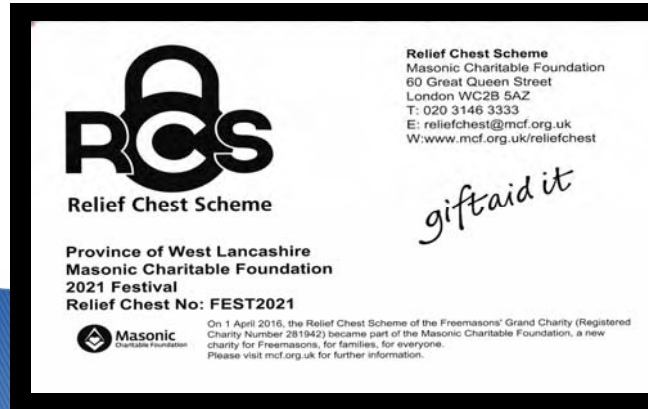 RCS
Relief Chest Scheme
Relief Chest Scheme
Masonic Charitable Foundation
60 Great Queen Street
London WC2B 5AZ
T: 020 3146 3333
E: reliefchest@mcf.org.uk
W:www.mcf.org.uk/reliefchest
giftaid it
Province of West Lancashire
Masonic Charitable Foundation
2021 Festival
Relief Chest No: FEST2021
Masonic
Charitable Foundation
On 1 April 2016, the Relief Chest Scheme of the Freemasons' Grand Charity (Registered
Charity Number 281942) became part of the Masonic Charitable Foundation, a new
charity for Freemasons, for families, for everyone.
Please visit mcf.org.uk for further information.